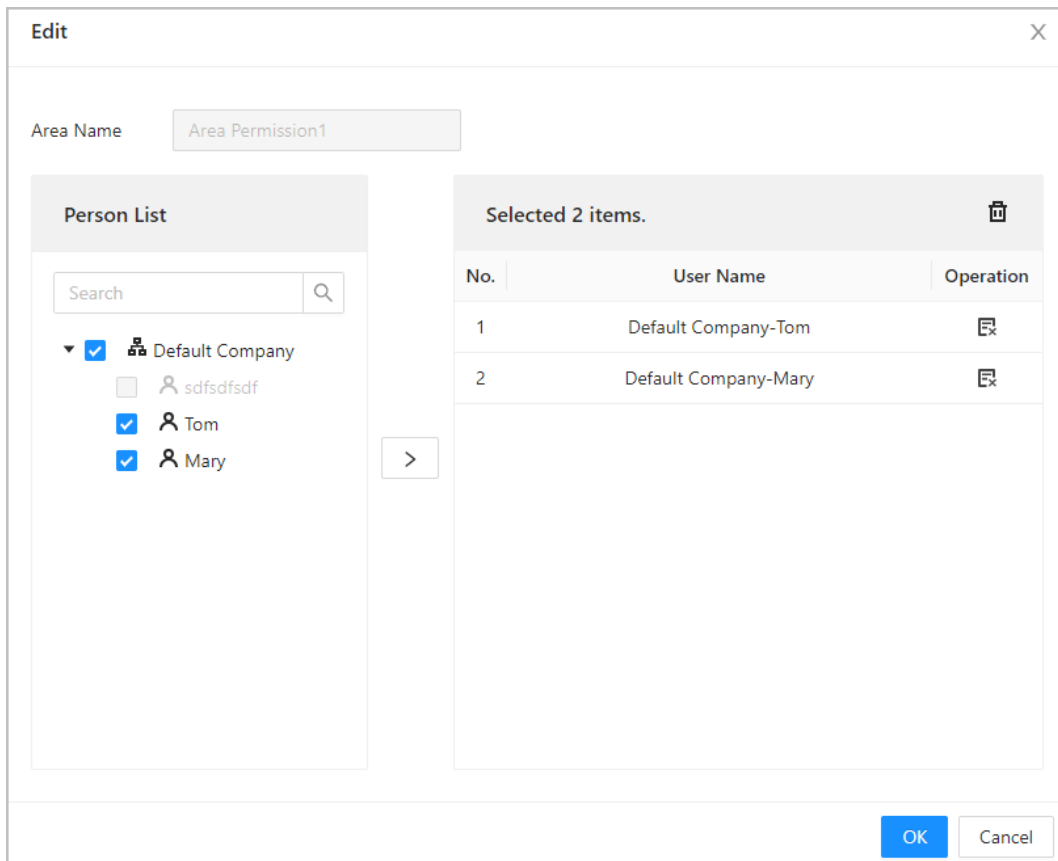 Edit
X
Area Name Area Permission1
Person List
Search
Default Company
sdfsdfsdf
Tom
Mary
>
Selected 2 items.
No. User Name Operation
1 Default Company-Tom
2 Default Company-Mary
OK Cancel